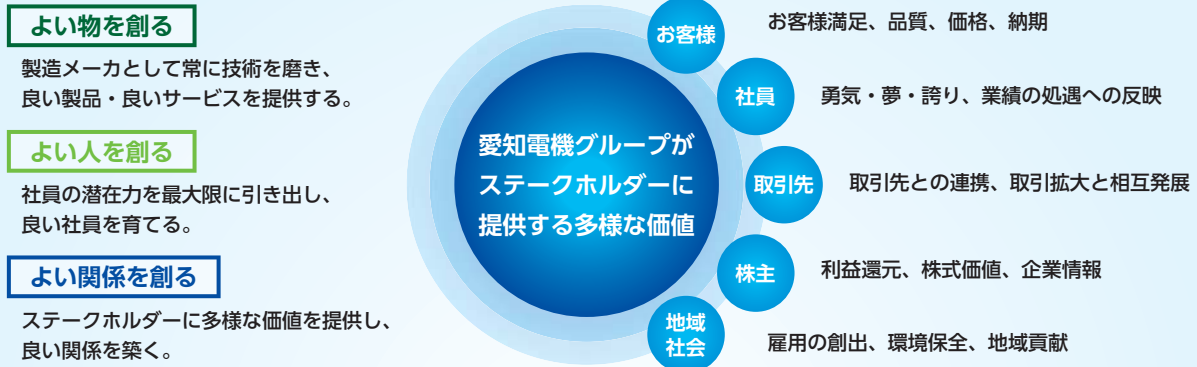 よい物を創る
製造メーカとして常に技術を磨き、
良い製品・良いサービスを提供する。
よい人を創る
社員の潜在力を最大限に引き出し、
良い社員を育てる。
よい関係を創る
ステークホルダーに多様な価値を提供し、
良い関係を築く。
愛知電機グループが
ステークホルダーに
提供する多様な価値
お客様
お客様満足、品質、価格、納期
社員
勇気・夢・誇り、業績の処遇への反映
取引先
取引先との連携、取引拡大と相互発展
株主
利益還元、株式価値、企業情報
地域
社会
雇用の創出、環境保全、地域貢献